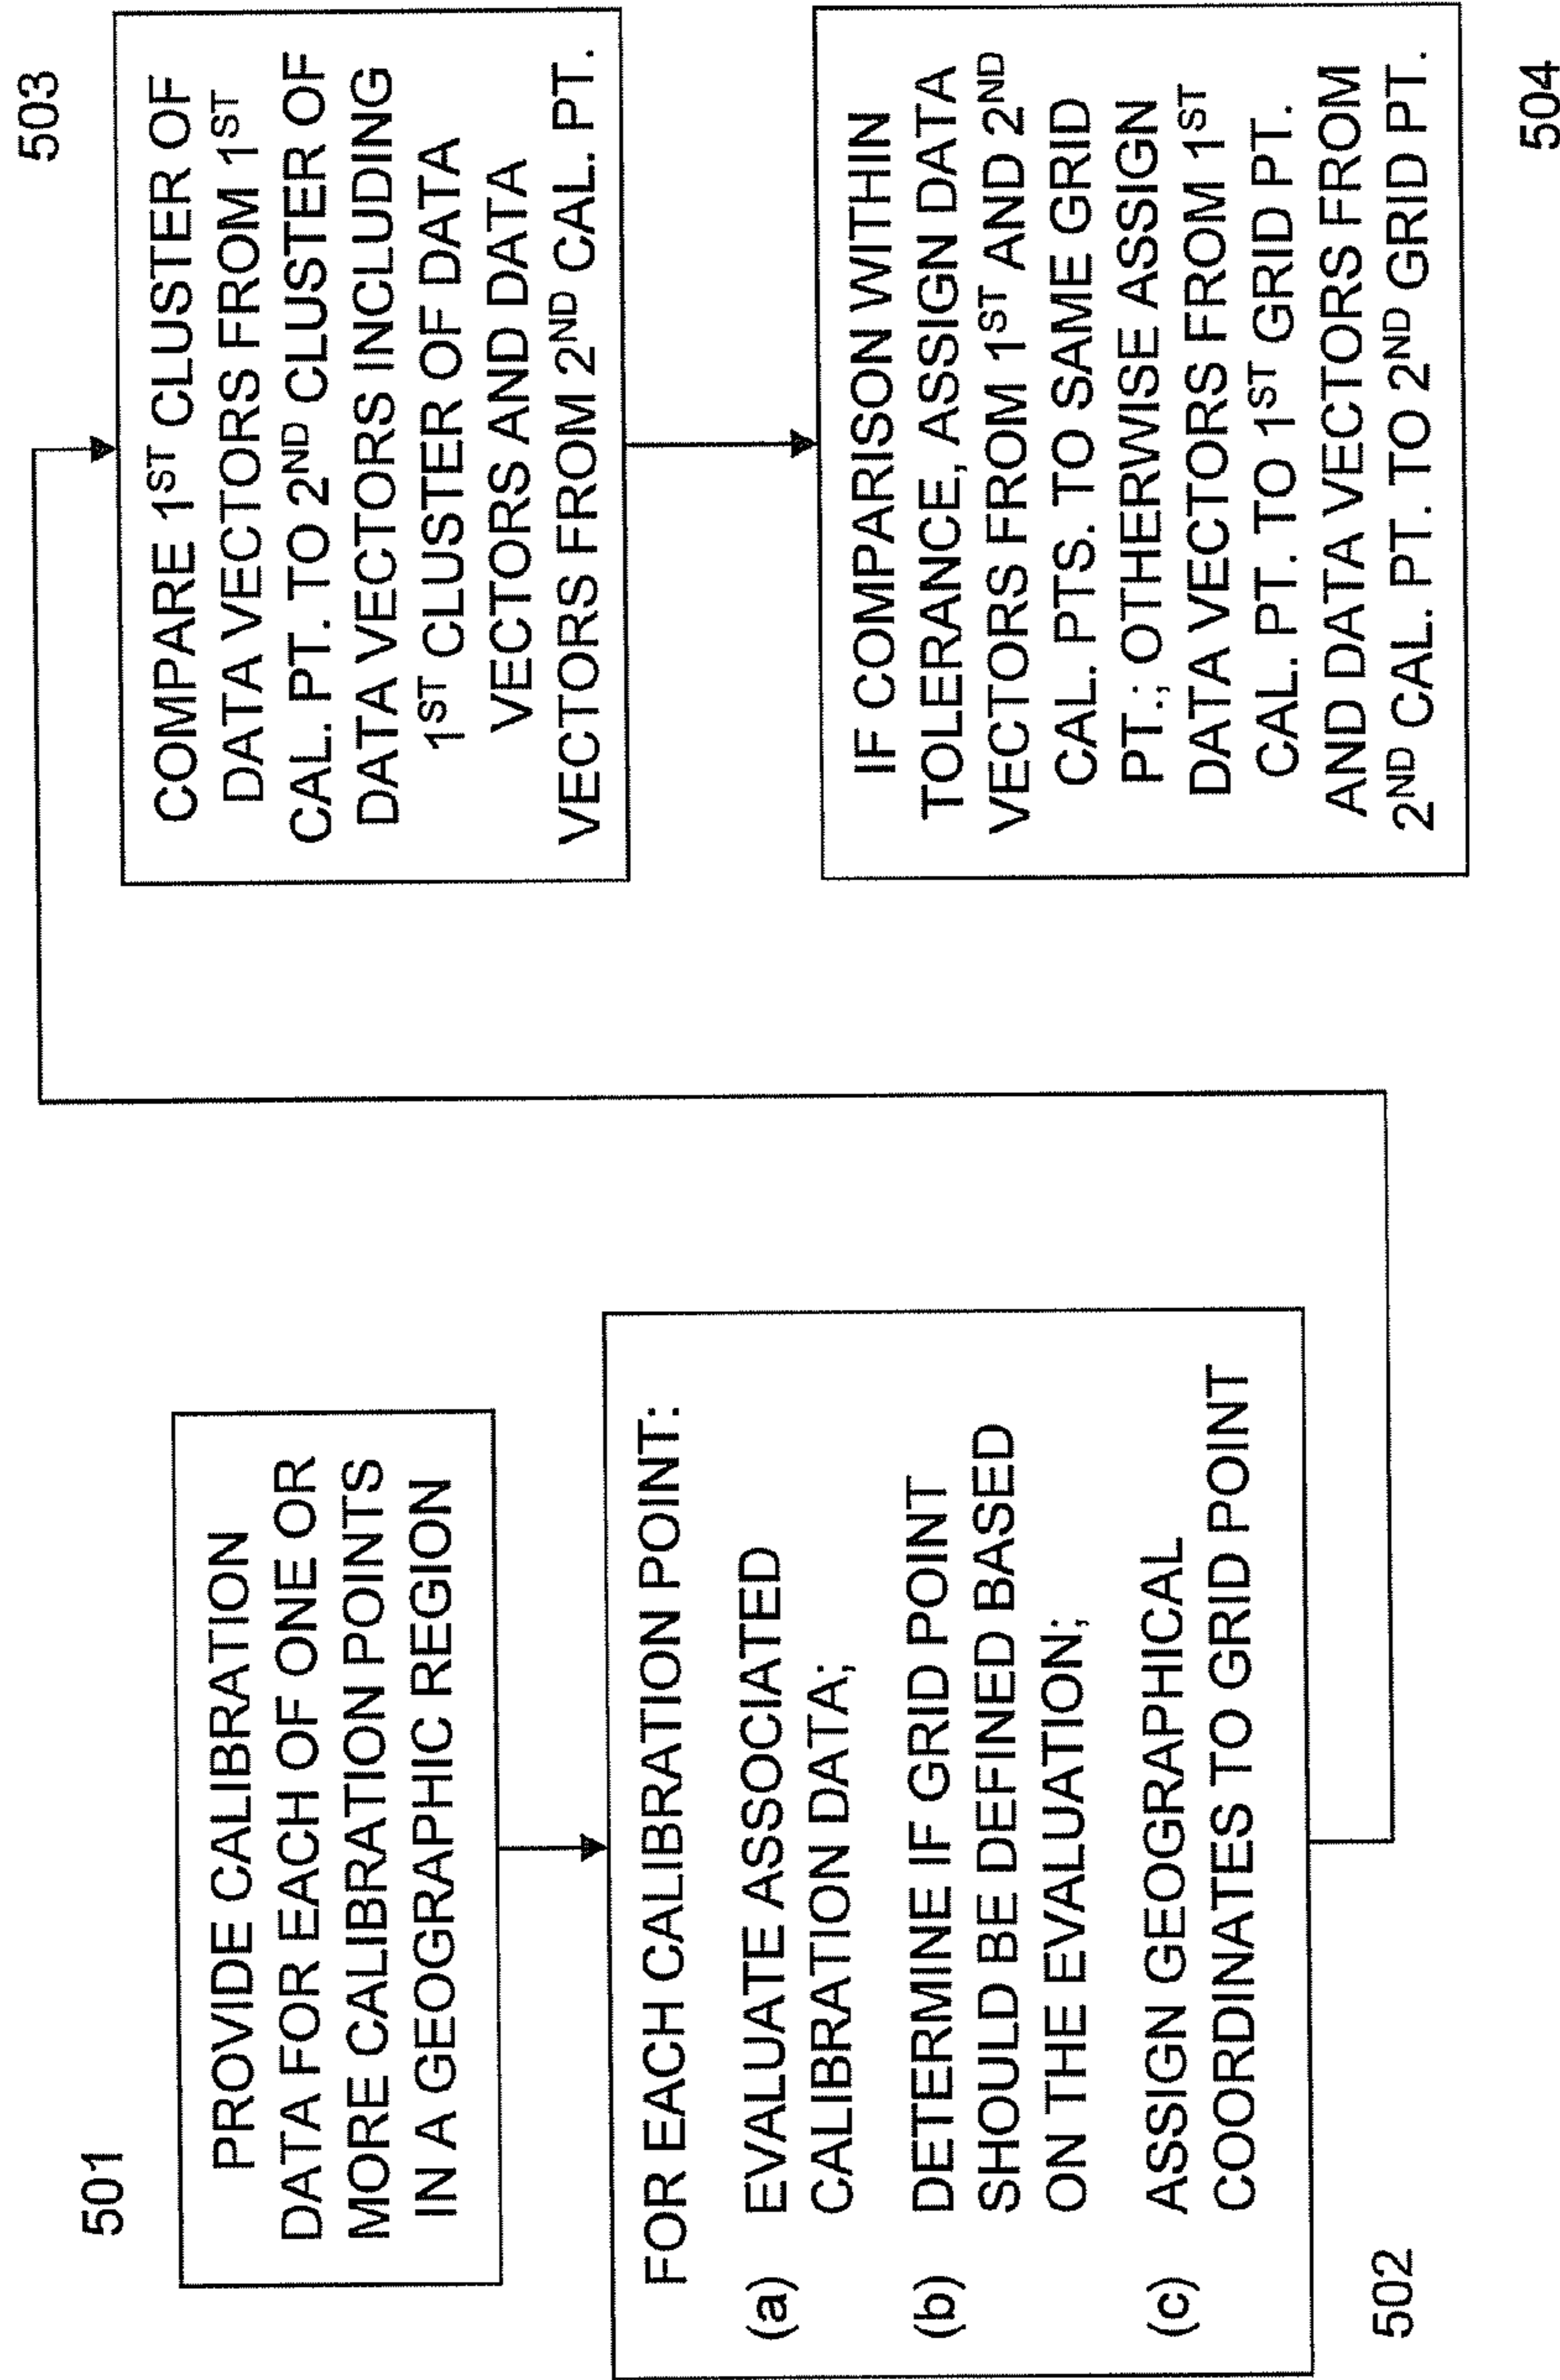 501
PROVIDE CALIBRATION
DATA FOR EACH OF ONE OR
MORE CALIBRATION POINTS
IN A GEOGRAPHIC REGION
FOR EACH CALIBRATION POINT:
(a) EVALUATE ASSOCIATED
CALIBRATION DATA;
(b) DETERMINE IF GRID POINT
SHOULD BE DEFINED BASED
ON THE EVALUATION;
(c) ASSIGN GEOGRAPHICAL
COORDINATES TO GRID POINT
502
503
COMPARE 1ST CLUSTER OF
DATA VECTORS FROM 1ST
CAL. PT. TO 2ND CLUSTER OF
DATA VECTORS INCLUDING
1ST CLUSTER OF DATA
VECTORS AND DATA
VECTORS FROM 2ND CAL. PT.
IF COMPARISON WITHIN
TOLERANCE, ASSIGN DATA
VECTORS FROM 1ST AND 2ND
CAL. PTS. TO SAME GRID
PT.; OTHERWISE ASSIGN
DATA VECTORS FROM 1ST
CAL. PT. TO 1ST GRID PT.
AND DATA VECTORS FROM
2ND CAL. PT. TO 2ND GRID PT.
504